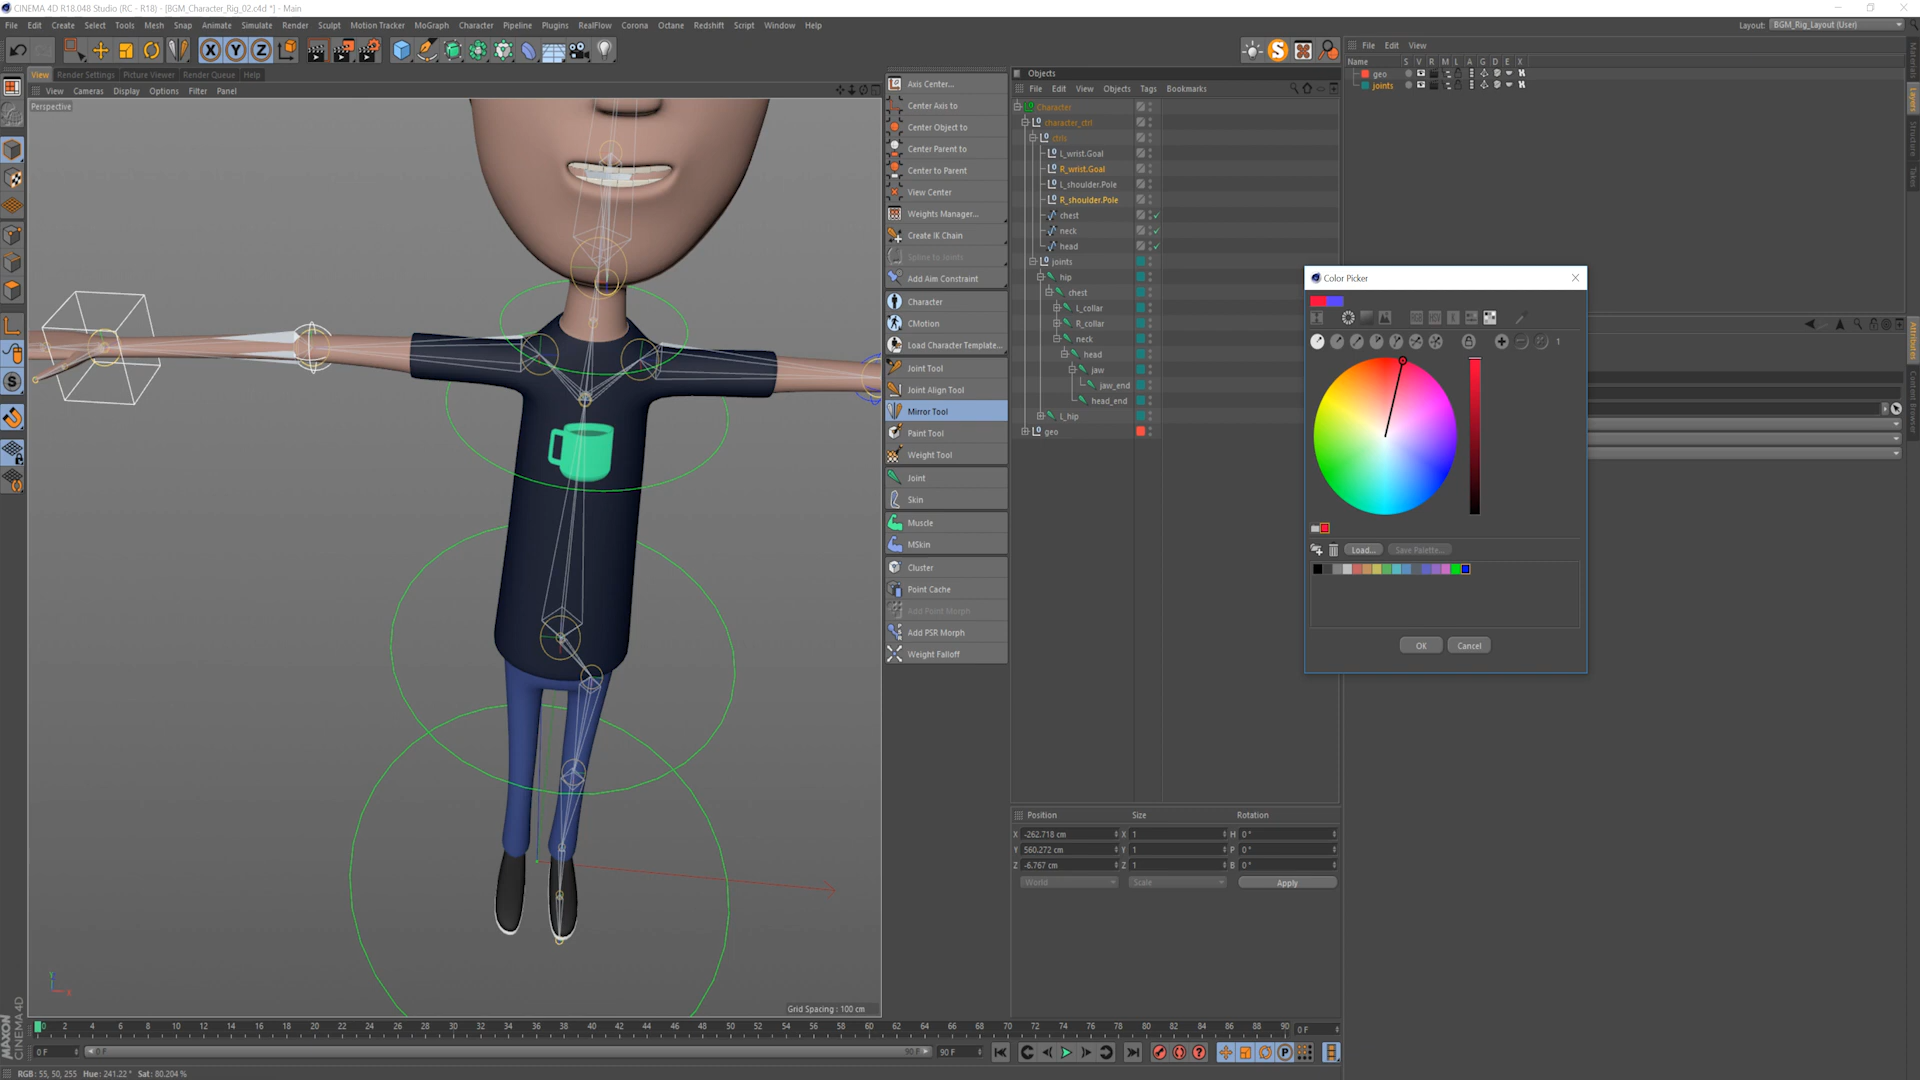 CINEMA 4D R18.048 Studio (RC - R18) - [BGM_Character_Rig_02.c4d *] - Main
File Edit Create Select Tools Mesh Snap Animate Simulate Render Sculpt Motion Tracker MoGraph Character Pipeline Plugins RealFlow Corona Octane Redshift Script Window Help
Layout: BGM_Rig_Layout (User)
X Y Z
View Render Settings Picture Viewer Render Queue Help
View Cameras Display Options Filter Panel
Perspective
Grid Spacing : 100 cm
Axis Center...
Center Axis to
Center Object to
Center Parent to
Center to Parent
View Center
Weights Manager...
Create IK Chain
Spline to Joints
Add Aim Constraint
Character
CMotion
Load Character Template...
Joint Tool
Joint Align Tool
Mirror Tool
Paint Tool
Weight Tool
Joint
Skin
Muscle
MSkin
Cluster
Point Cache
Add Point Morph
Add PSR Morph
Weight Falloff
Objects
File Edit View Objects Tags Bookmarks
Character
character_ctrl
ctrls
L_wrist.Goal
R_wrist.Goal
L_shoulder.Pole
R_shoulder.Pole
chest
neck
head
joints
hip
chest
L_collar
R_collar
neck
head
jaw
jaw_end
head_end
L_hip
geo
Position Size Rotation
X -262.718 cm X 1 H 0 °
Y 560.272 cm Y 1 P 0 °
Z -6.767 cm Z 1 B 0 °
World Scale Apply
File Edit View
Name S V R M L A G D E X
geo
joints
Color Picker
1
Load... Save Palette...
OK Cancel
Materials
Layers
Structure
Takes
Attributes
Content Browser
0 2 4 6 8 10 12 14 16 18 20 22 24 26 28 30 32 34 36 38 40 42 44 46 48 50 52 54 56 58 60 62 64 66 68 70 72 74 76 78 80 82 84 86 88 90 0 F
0 F 0 F 90 F 90 F
MAXON CINEMA 4D
RGB: 55, 50, 255 Hue: 241.22 ° Sat: 80.204 %